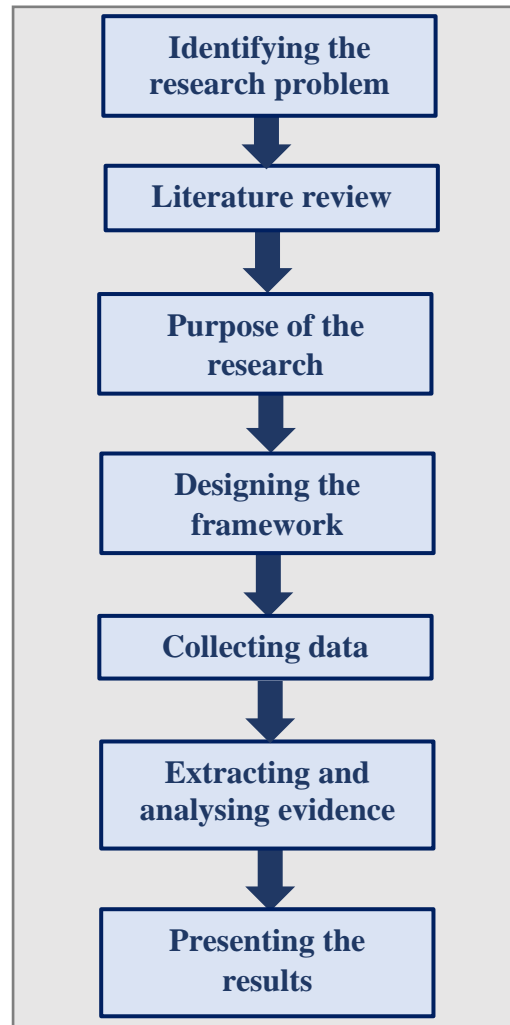 Identifying the
research problem
Literature review
Purpose of the
research
Designing the
framework
Collecting data
Extracting and
analysing evidence
Presenting the
results